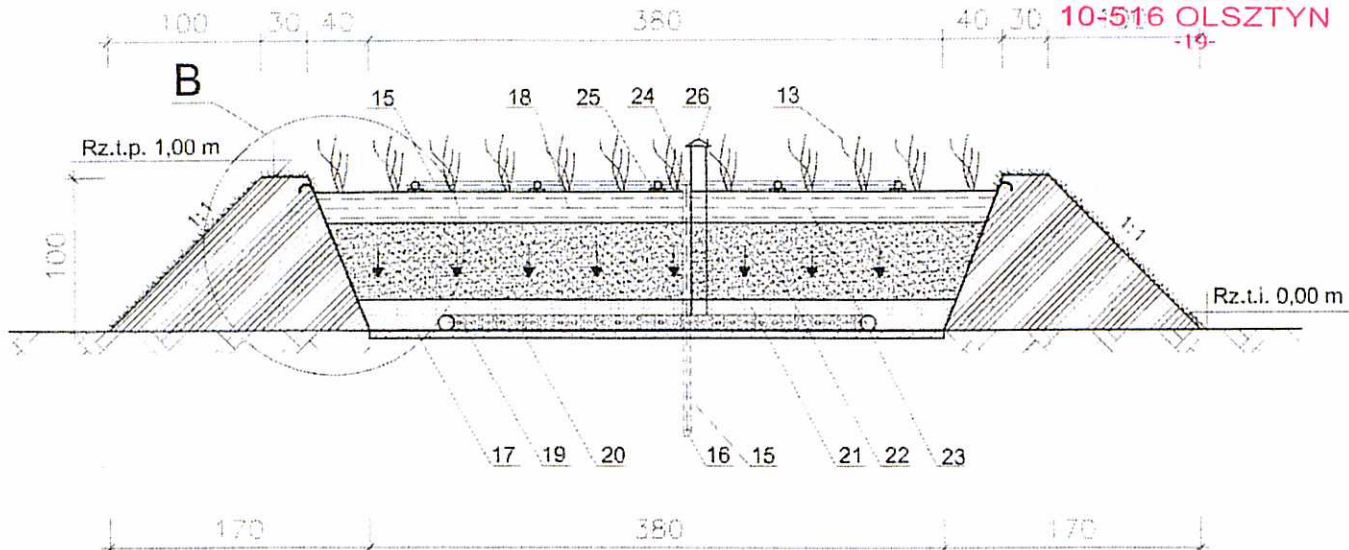 100 30 40 380 40 30 100
10-516 OLSZTYN
-19-
B
15 18 25 24 26 13
Rz.t.p. 1,00 m
1:1
100
1:1
Rz.t.i. 0,00 m
17 19 20 16 15 21 22 23
170 380 170